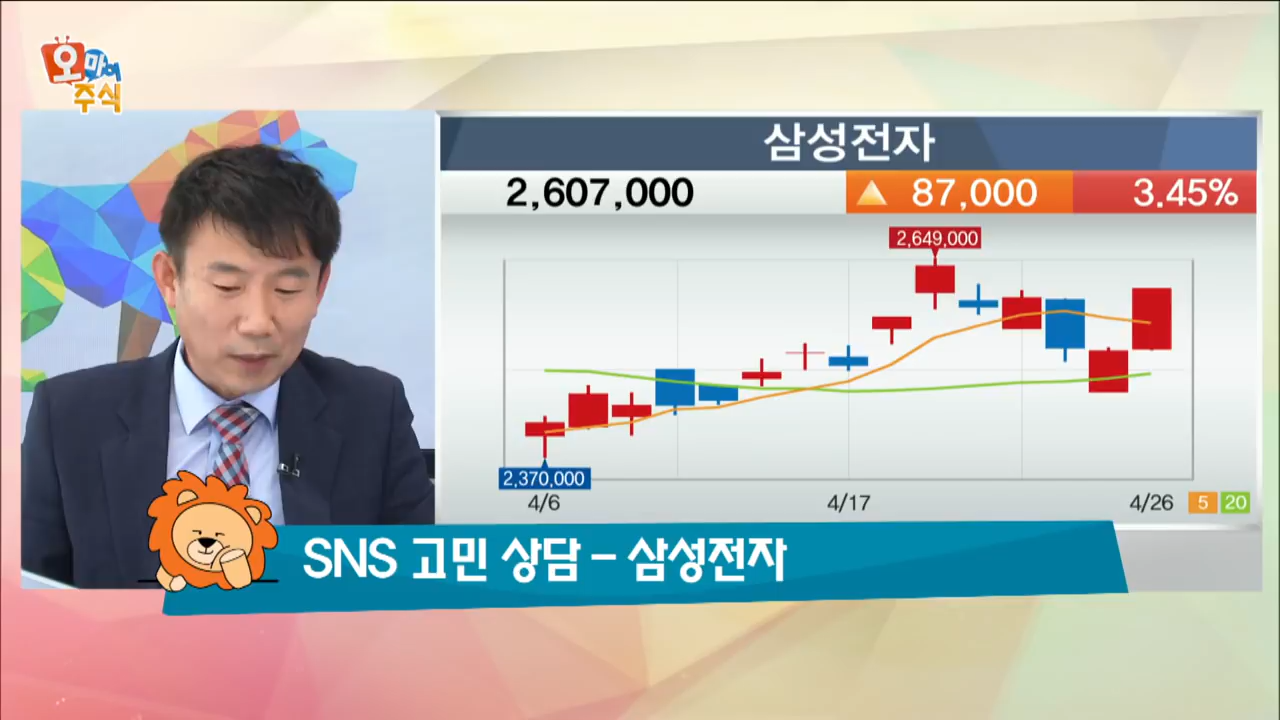 오마이
주식
삼성전자
2,607,000 ▲ 87,000 3.45%
2,649,000
2,370,000
4/6 4/17 4/26 5 20
SNS 고민 상담 - 삼성전자